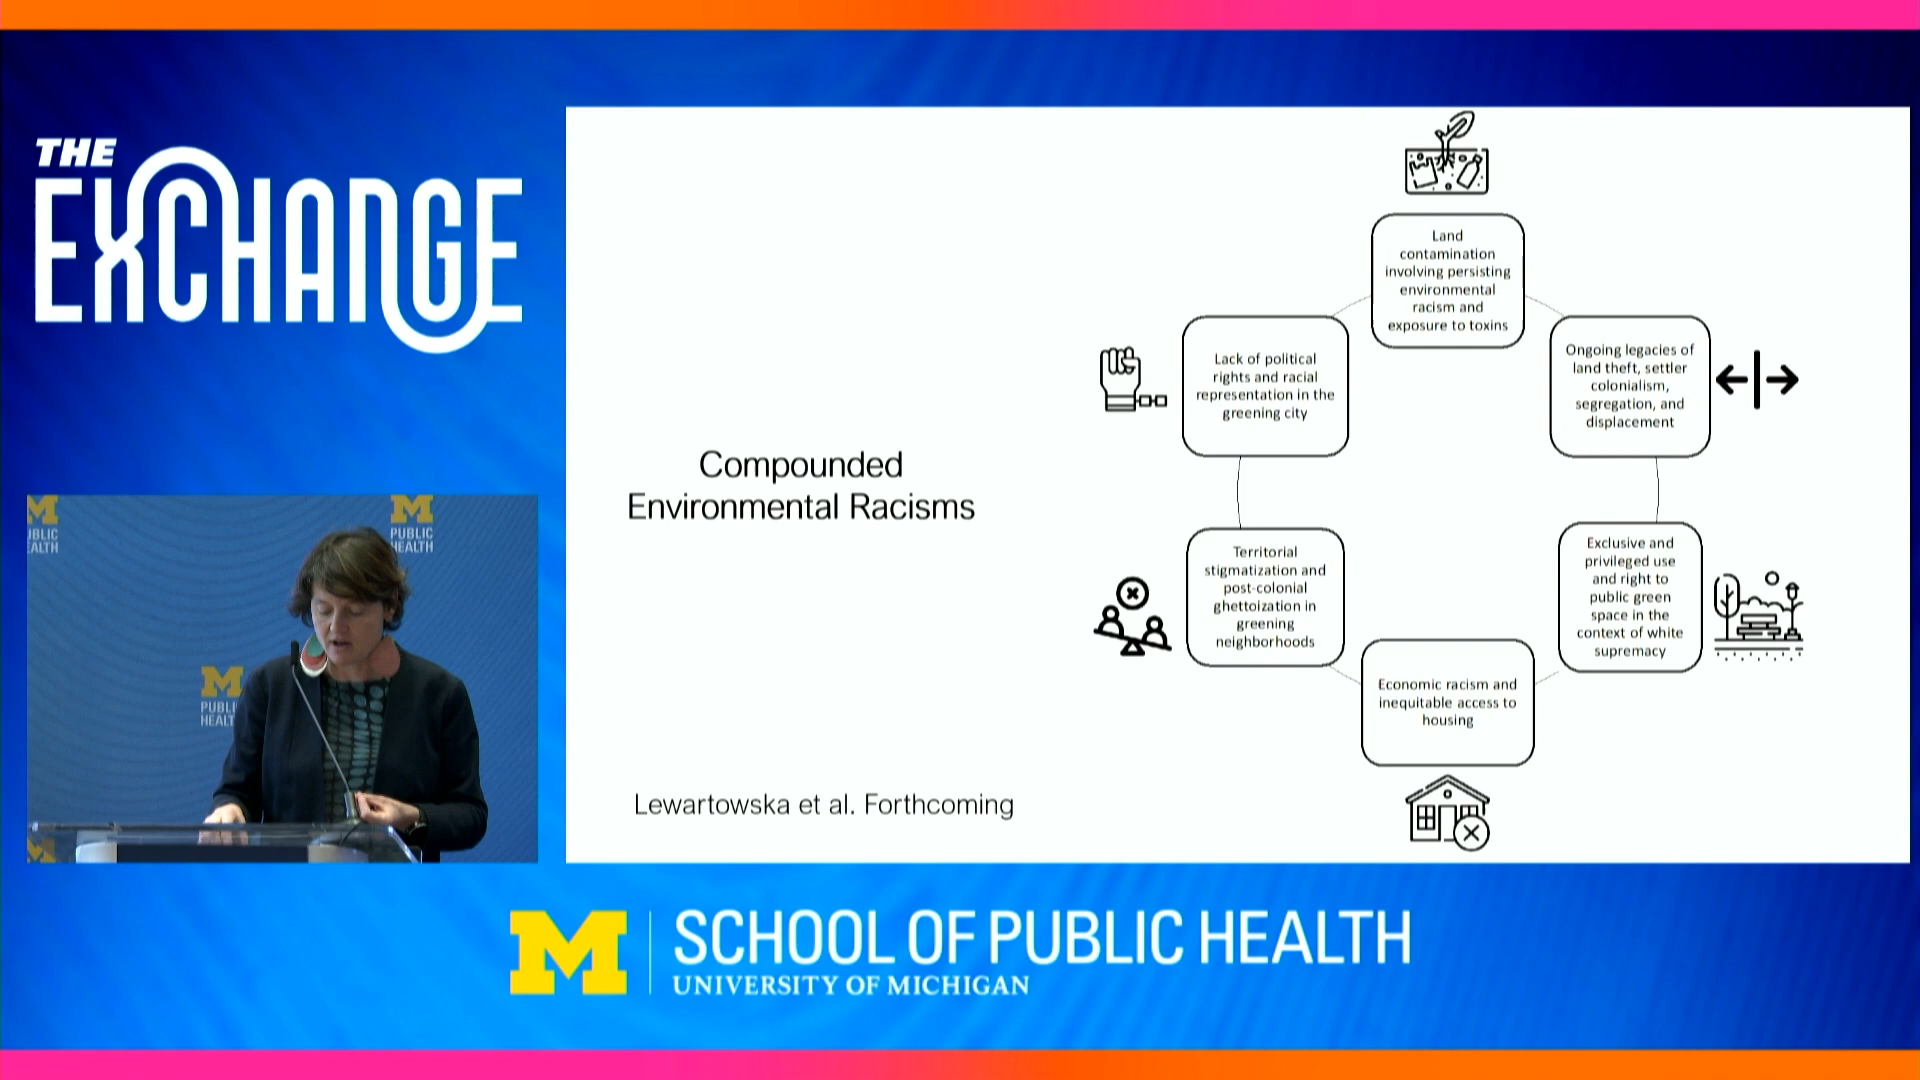 THE
EXCHANGE
M
UBLIC
EALTH
M
PUBLIC
HEALTH
M
PUBLI
HEALT
Compounded
Environmental Racisms
Lewartowska et al. Forthcoming
Land
contamination
involving persisting
environmental
racism and
exposure to toxins
Ongoing legacies of
land theft, settler
colonialism,
segregation, and
displacement
Exclusive and
privileged use
and right to
public green
space in the
context of white
supremacy
Economic racism and
inequitable access to
housing
Territorial
stigmatization and
post-colonial
ghettoization in
greening
neighborhoods
Lack of political
rights and racial
representation in the
greening city
M
SCHOOL OF PUBLIC HEALTH
UNIVERSITY OF MICHIGAN